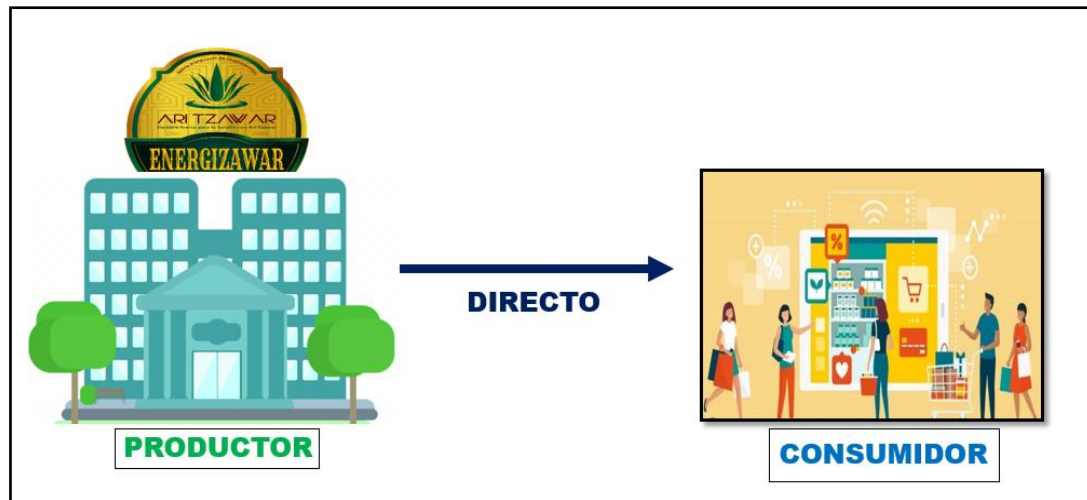 ARI TZAWAR
ENERGIZAWAR
DIRECTO
PRODUCTOR
CONSUMIDOR
%
%